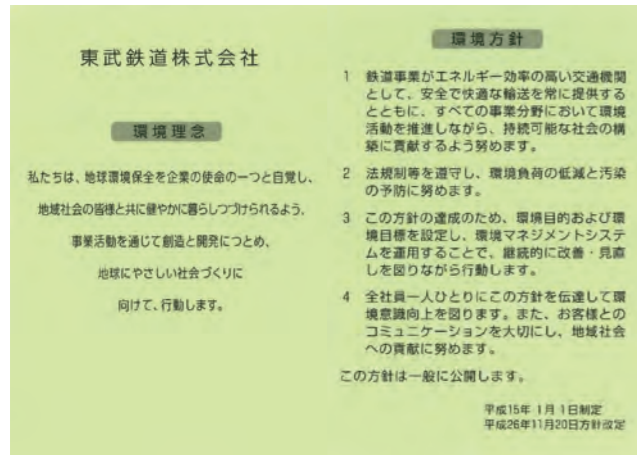 東武鉄道株式会社
環境理念
私たちは、地球環境保全を企業の使命の一つと自覚し、
地域社会の皆様と共に健やかに暮らしつづけられるよう、
事業活動を通じて創造と開発につとめ、
地球にやさしい社会づくりに
向けて、行動します。
環境方針
1 鉄道事業がエネルギー効率の高い交通機関
として、安全で快適な輸送を常に提供する
とともに、すべての事業分野において環境
活動を推進しながら、持続可能な社会の構
築に貢献するよう努めます。
2 法規制等を遵守し、環境負荷の低減と汚染
の予防に努めます。
3 この方針の達成のため、環境目的および環
境目標を設定し、環境マネジメントシステ
ムを運用することで、継続的に改善・見直
しを図りながら行動します。
4 全社員一人ひとりにこの方針を伝達して環
境意識向上を図ります。また、お客様との
コミュニケーションを大切にし、地域社会
への貢献に努めます。
この方針は一般に公開します。
平成15年 1月 1日制定
平成26年11月20日方針改定